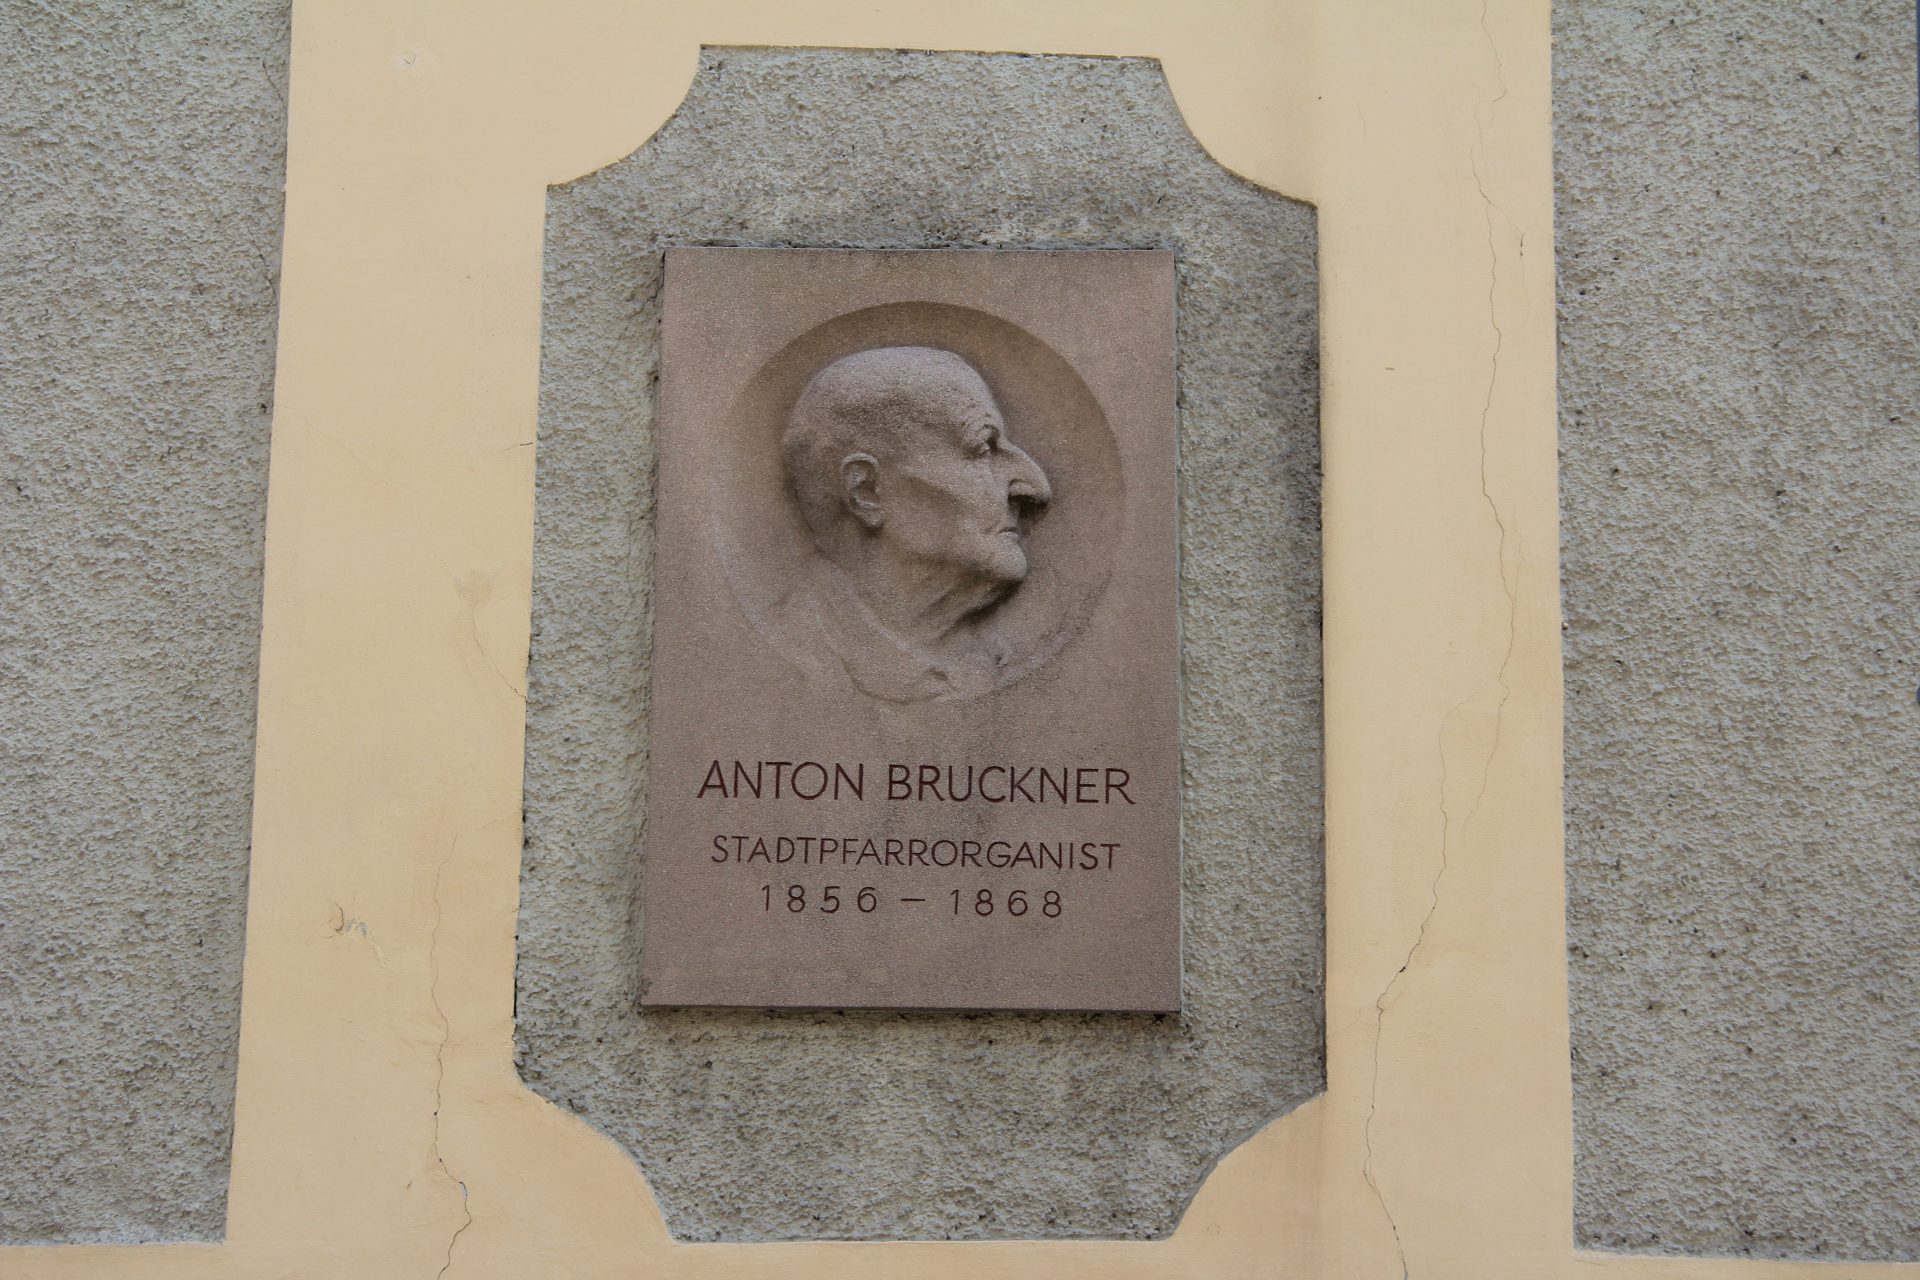 ANTON BRUCKNER
STADTPFARRORGANIST
1856 – 1868